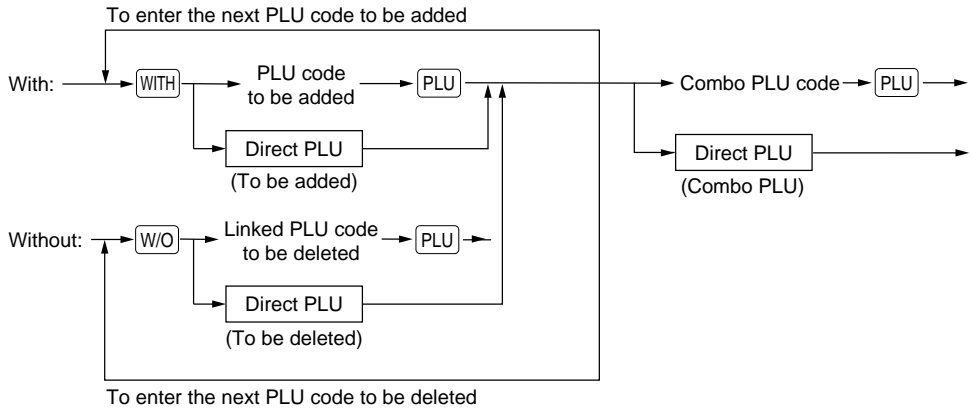 To enter the next PLU code to be added
With: WITH PLU code to be added PLU Combo PLU code PLU
Direct PLU Direct PLU
(To be added) (Combo PLU)
Without: W/O Linked PLU code to be deleted PLU
Direct PLU
(To be deleted)
To enter the next PLU code to be deleted